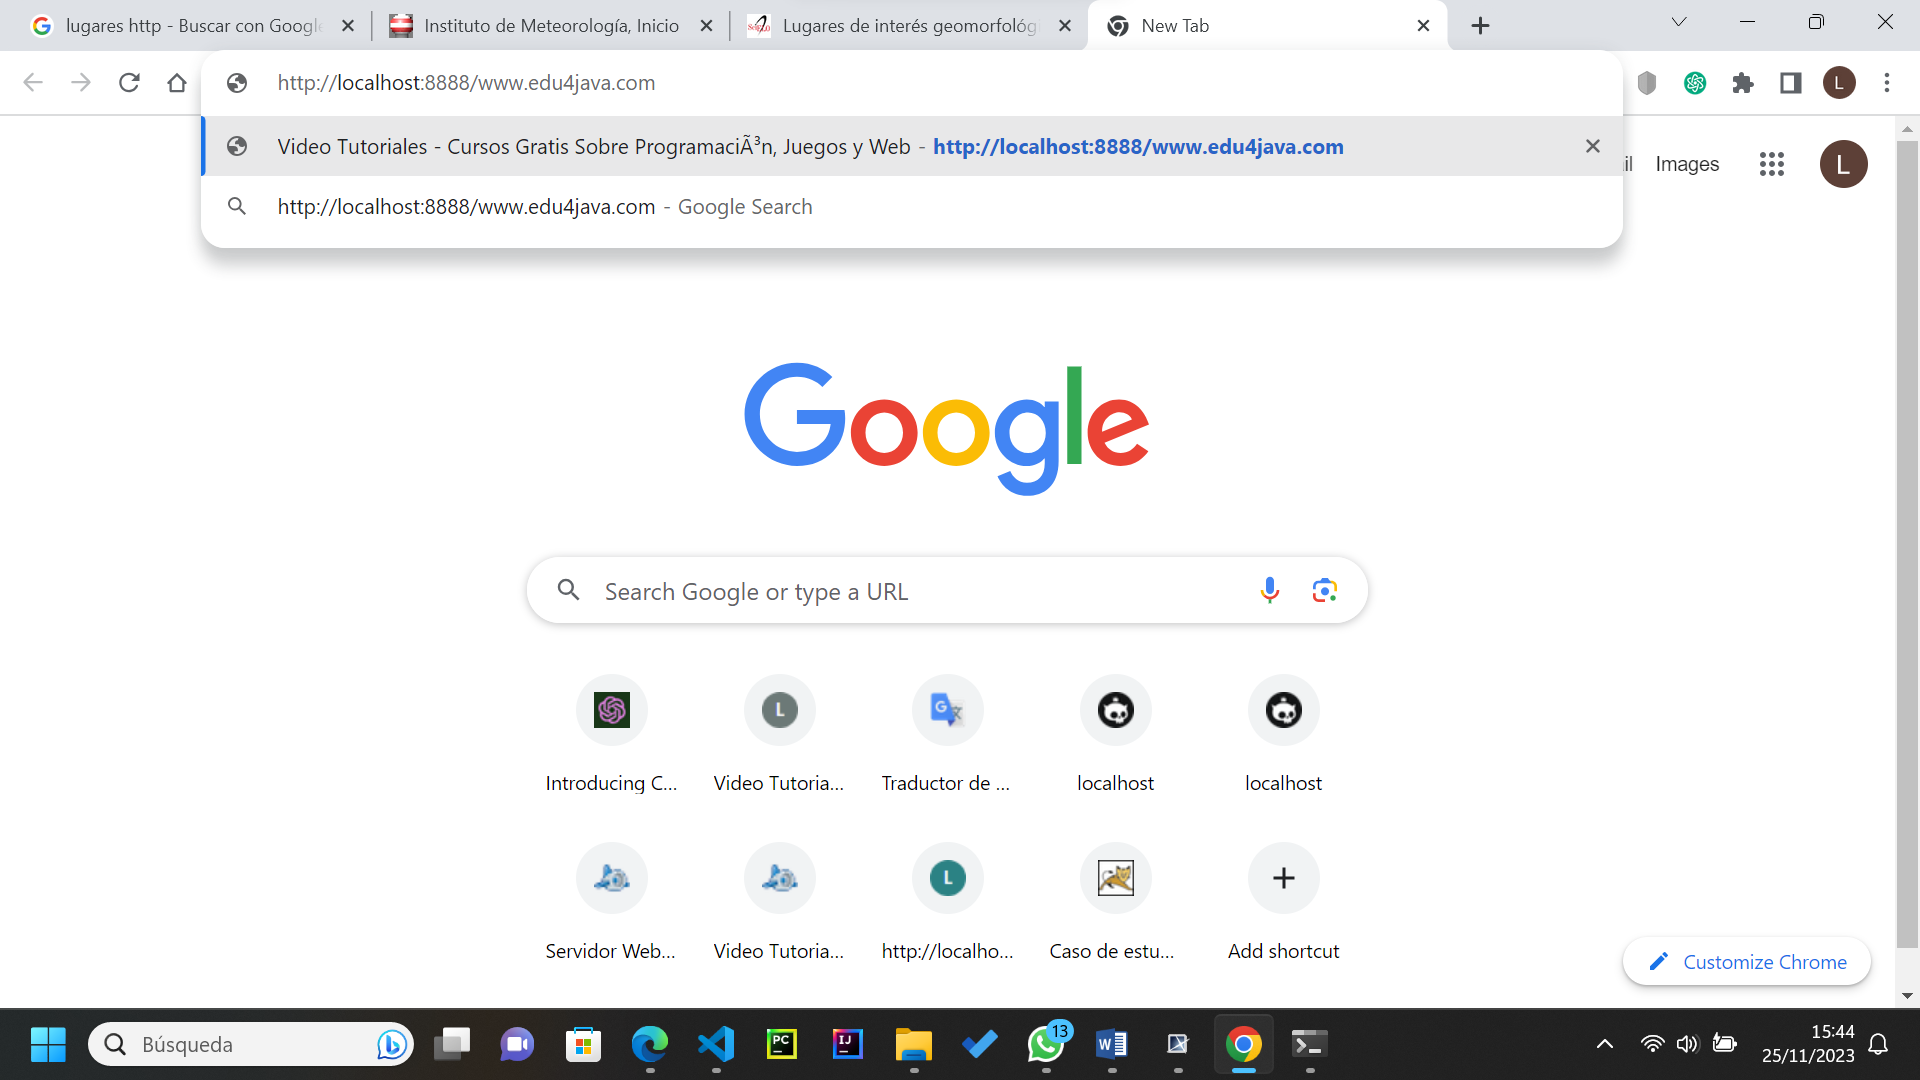 lugares http - Buscar con Google
Instituto de Meteorología, Inicio
Lugares de interés geomorfológi
New Tab
http://localhost:8888/www.edu4java.com
L
Video Tutoriales - Cursos Gratis Sobre ProgramaciÃ³n, Juegos y Web - http://localhost:8888/www.edu4java.com
il
Images
L
http://localhost:8888/www.edu4java.com - Google Search
Google
Search Google or type a URL
L
G
Introducing C...
Video Tutoria...
Traductor de ...
localhost
localhost
L
Servidor Web...
Video Tutoria...
http://localho...
Caso de estu...
Add shortcut
Customize Chrome
Búsqueda
PC
IJ
13
W
15:44
25/11/2023